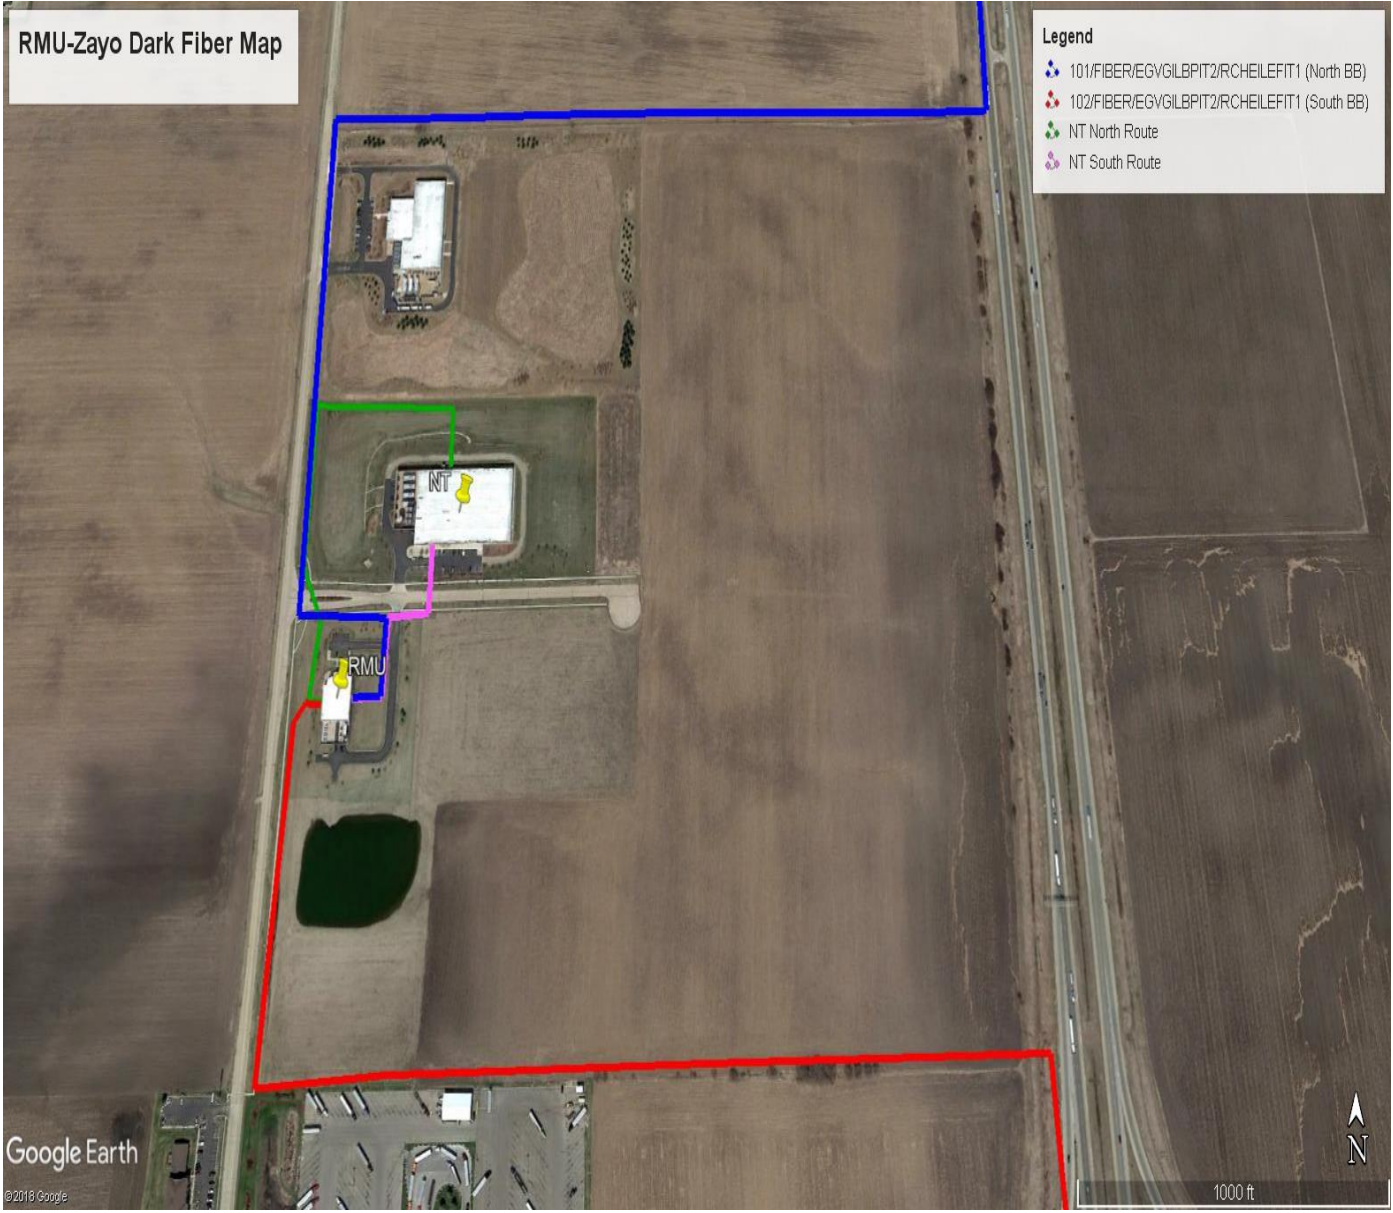 RMU-Zayo Dark Fiber Map
Legend
101/FIBER/EGVGILBPIT2/RCHEILEFIT1 (North BB)
102/FIBER/EGVGILBPIT2/RCHEILEFIT1 (South BB)
NT North Route
NT South Route
NT
RMU
Google Earth
©2018 Google
N
1000 ft